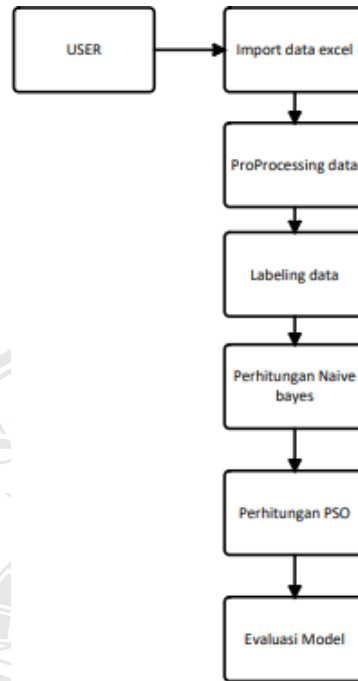 USER
Import data excel
ProProcessing data
Labeling data
Perhitungan Naive
bayes
Perhitungan PSO
Evaluasi Model